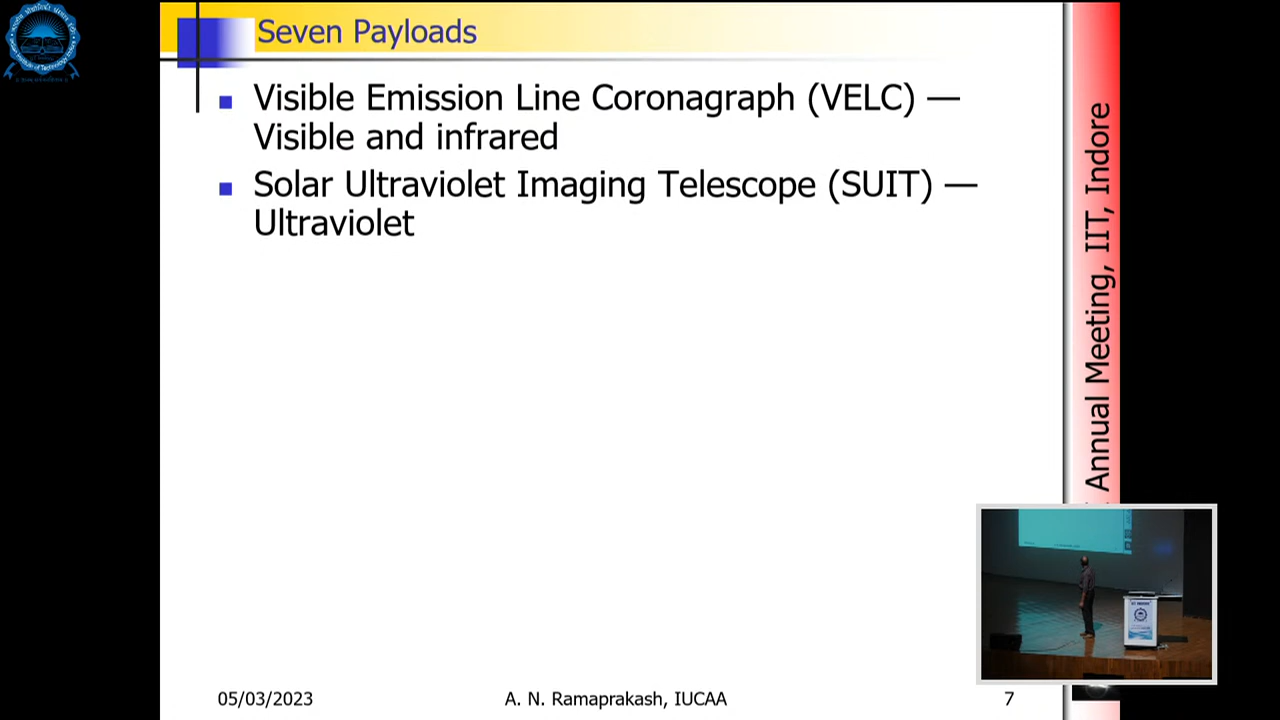 Seven Payloads
Visible Emission Line Coronagraph (VELC) —
Visible and infrared
Solar Ultraviolet Imaging Telescope (SUIT) —
Ultraviolet
Annual Meeting, IIT, Indore
05/03/2023
A. N. Ramaprakash, IUCAA
7